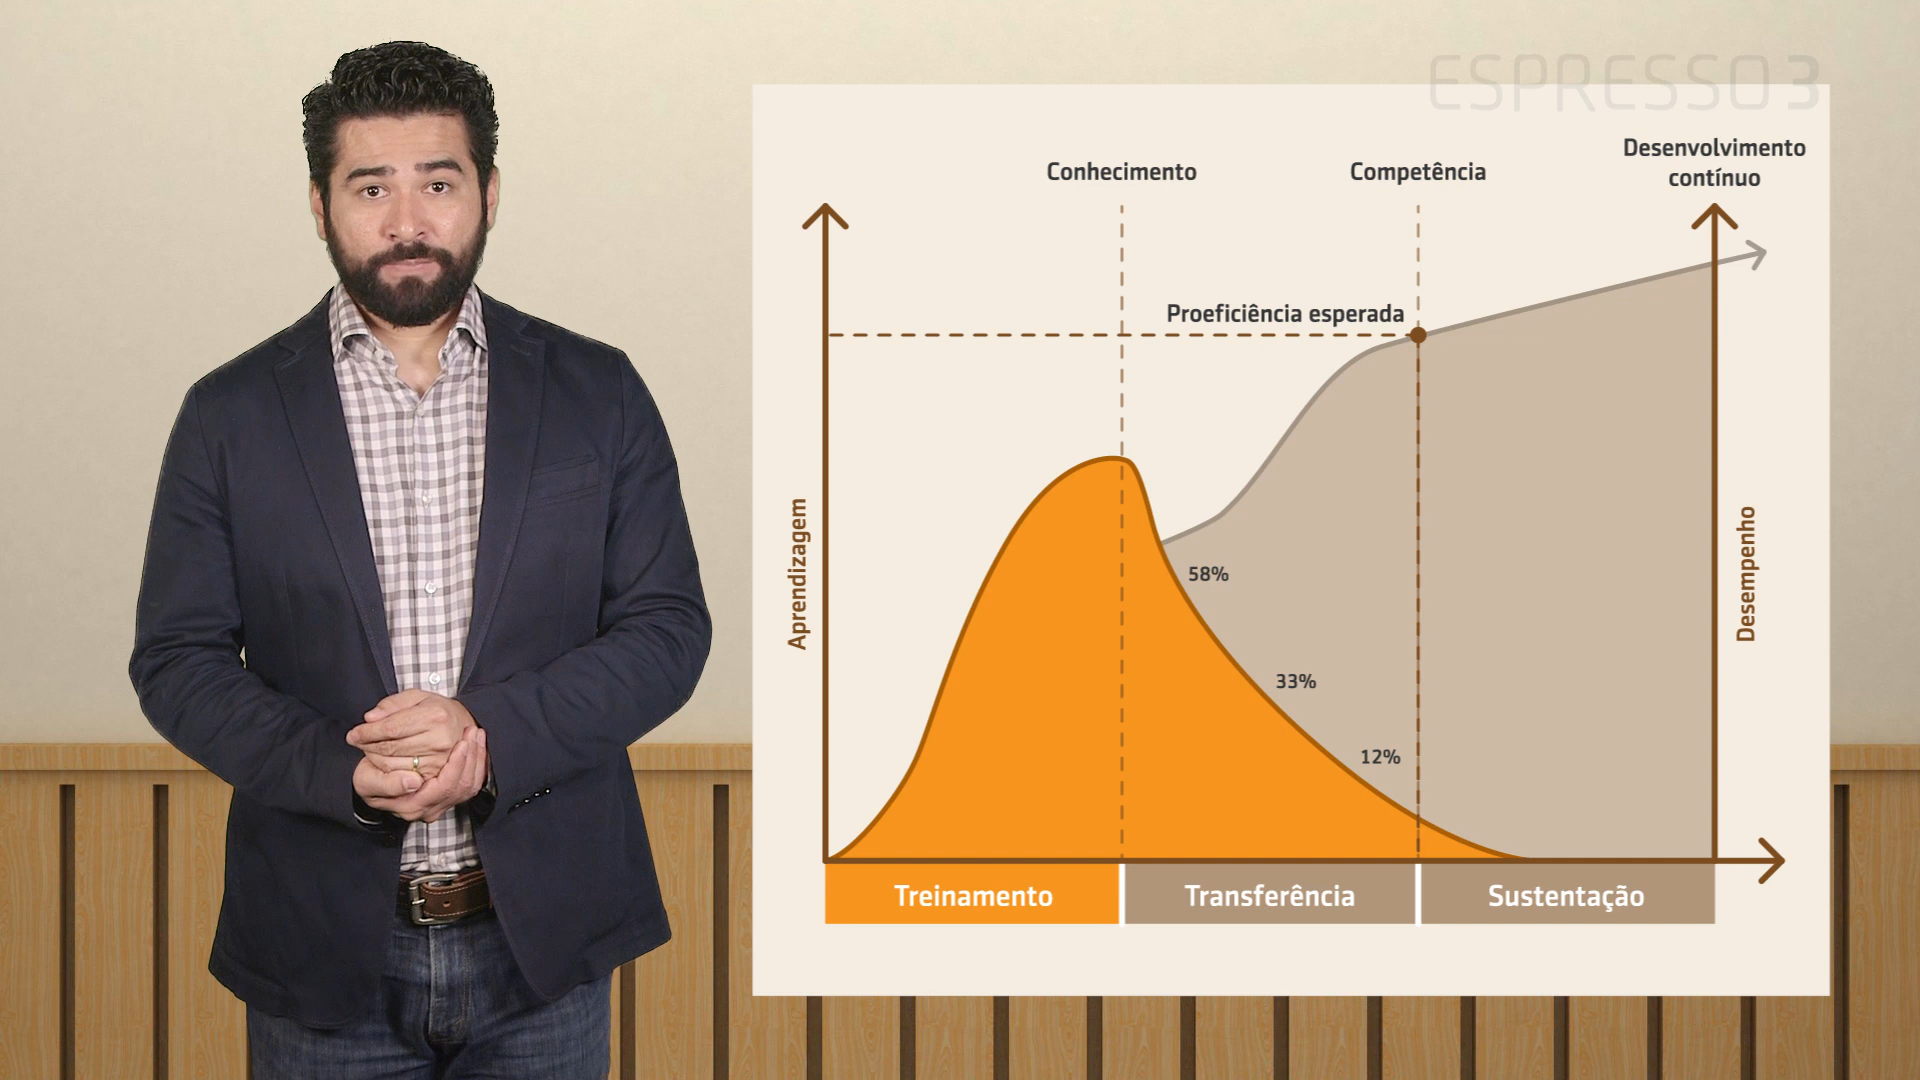 ESPRESSO3
Desenvolvimento
contínuo
Conhecimento
Competência
Proeficiência esperada
Aprendizagem
Desempenho
58%
33%
12%
Treinamento
Transferência
Sustentação